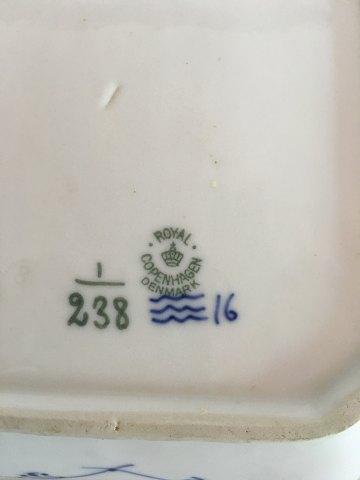 ROYAL
COPENHAGEN
DENMARK
1
238
16